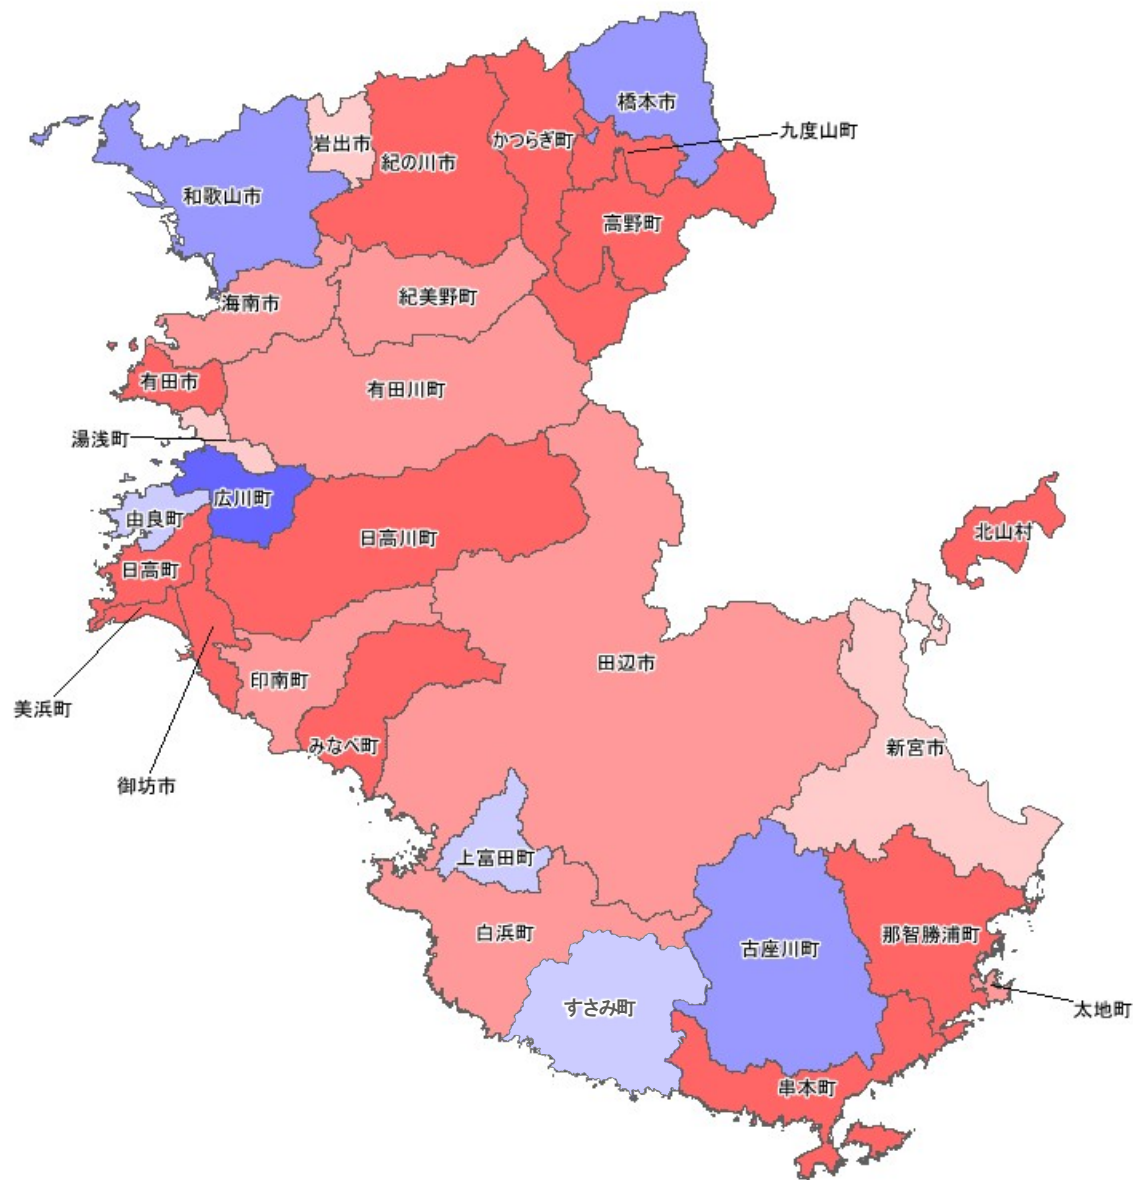 橋本市
九度山町
岩出市
かつらぎ町
紀の川市
和歌山市
高野町
海南市
紀美野町
有田市
有田川町
湯浅町
広川町
由良町
北山村
日高川町
日高町
田辺市
印南町
美浜町
みなべ町
新宮市
御坊市
上富田町
白浜町
那智勝浦町
古座川町
すさみ町
太地町
串本町